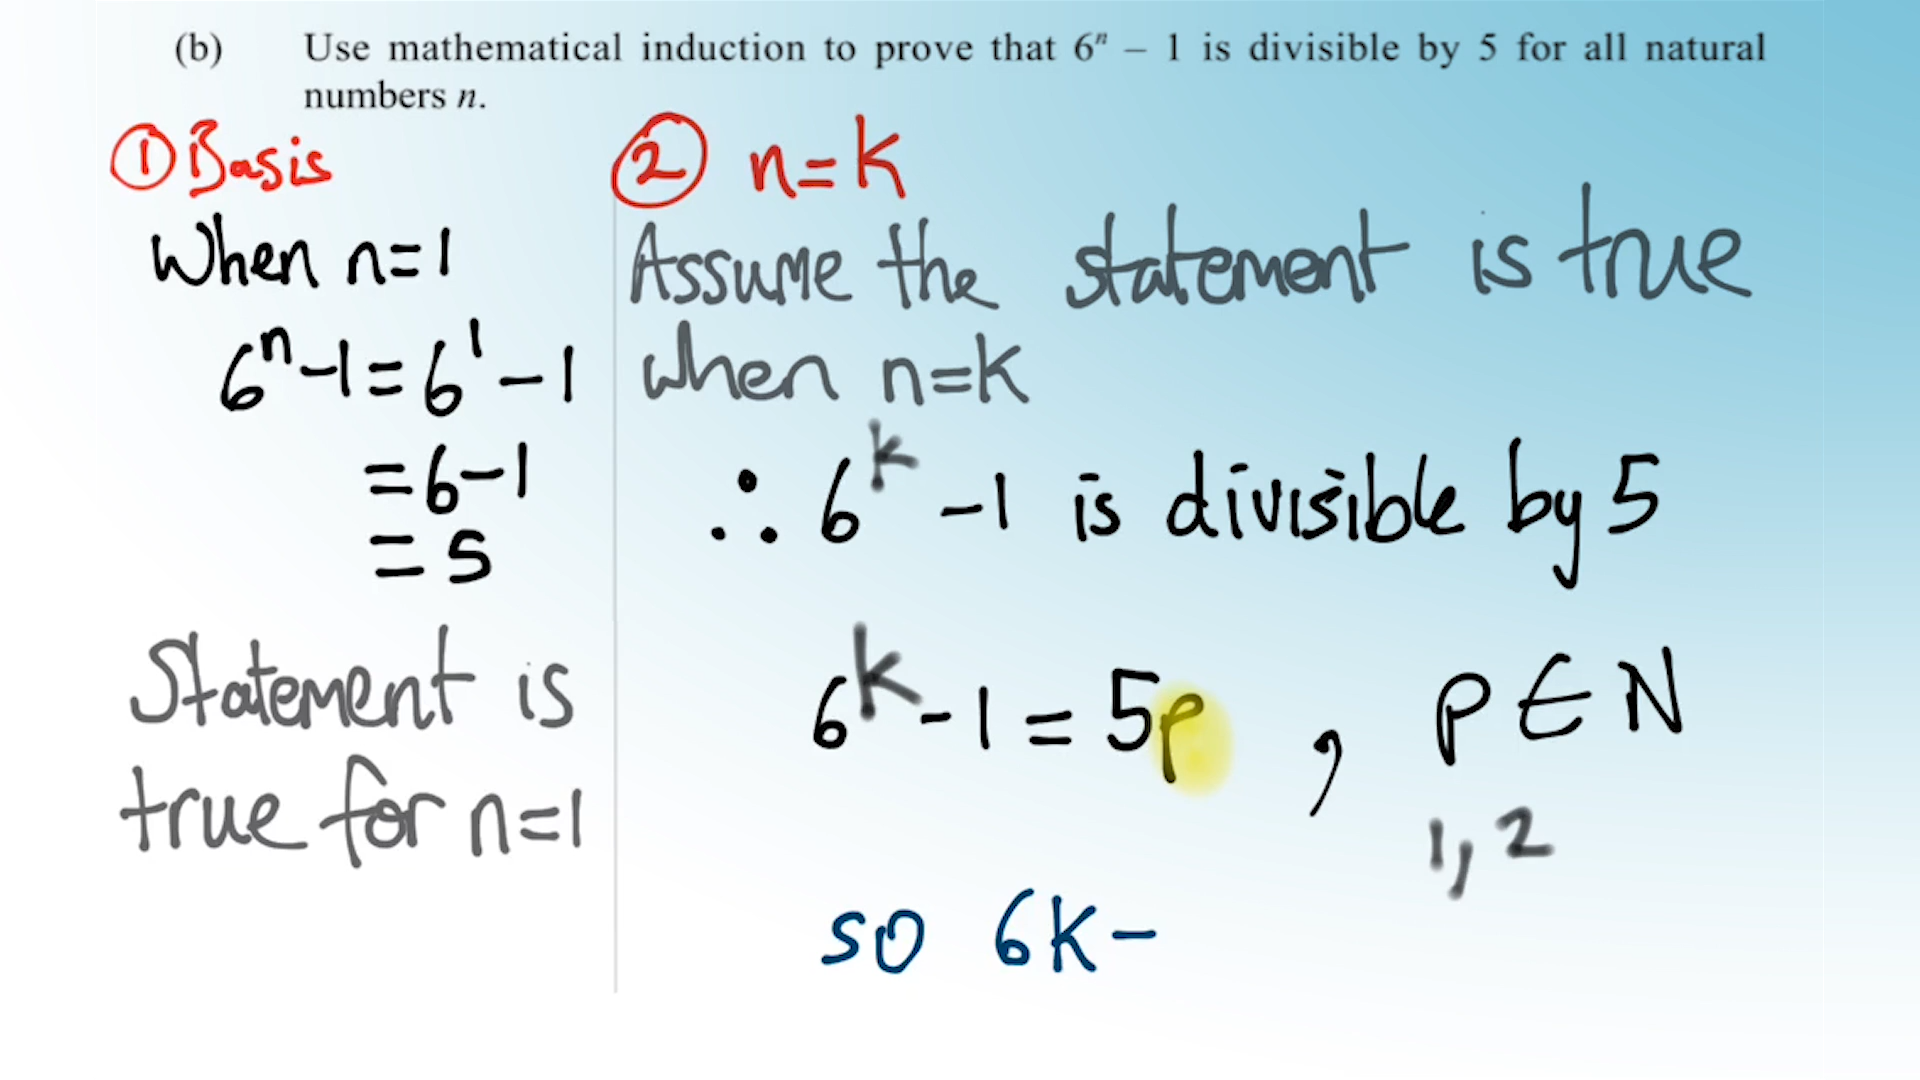 (b) Use mathematical induction to prove that 6ⁿ – 1 is divisible by 5 for all natural
numbers n.
① Basis
When n=1
6ⁿ-1=6¹-1
=6-1
=5
Statement is
true for n=1
② n=k
Assume the statement is true
when n=k
∴ 6ᵏ-1 is divisible by 5
6ᵏ-1=5p , p∈N
1,2
so 6k-